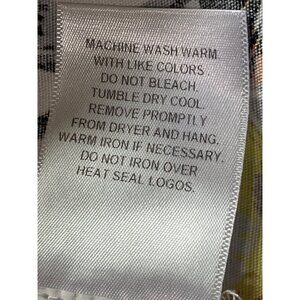 MACHINE WASH WARM
WITH LIKE COLORS
DO NOT BLEACH.
TUMBLE DRY COOL.
REMOVE PROMPTLY
FROM DRYER AND HANG.
WARM IRON IF NECESSARY.
DO NOT IRON OVER
HEAT SEAL LOGOS.